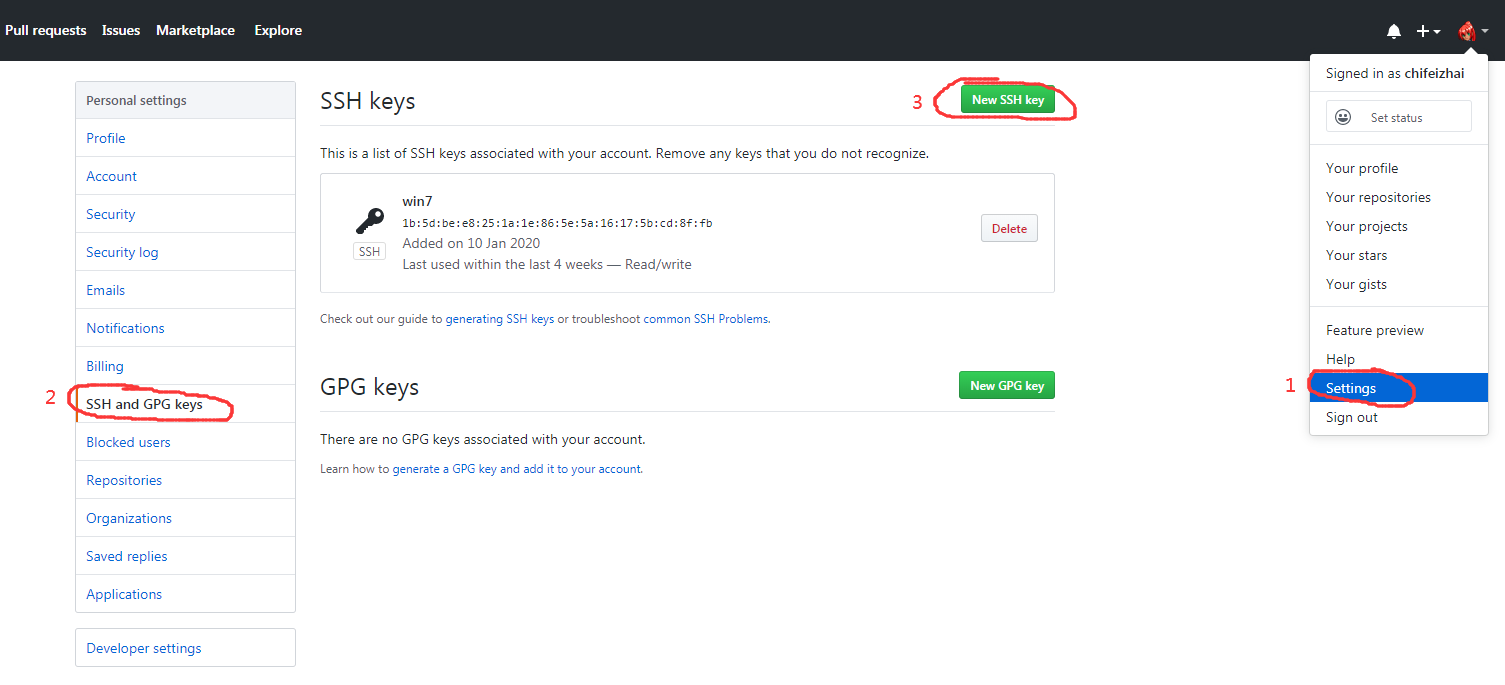 Pull requests Issues Marketplace Explore
Signed in as chifeizhai
Set status
Your profile
Your repositories
Your projects
Your stars
Your gists
Feature preview
Help
1 Settings
Sign out
Personal settings
Profile
Account
Security
Security log
Emails
Notifications
Billing
2 SSH and GPG keys
Blocked users
Repositories
Organizations
Saved replies
Applications
Developer settings
SSH keys
3 New SSH key
This is a list of SSH keys associated with your account. Remove any keys that you do not recognize.
win7
1b:5d:be:e8:25:1a:1e:86:5e:5a:16:17:5b:cd:8f:fb
Added on 10 Jan 2020
Last used within the last 4 weeks — Read/write
SSH
Delete
Check out our guide to generating SSH keys or troubleshoot common SSH Problems.
GPG keys
New GPG key
There are no GPG keys associated with your account.
Learn how to generate a GPG key and add it to your account.